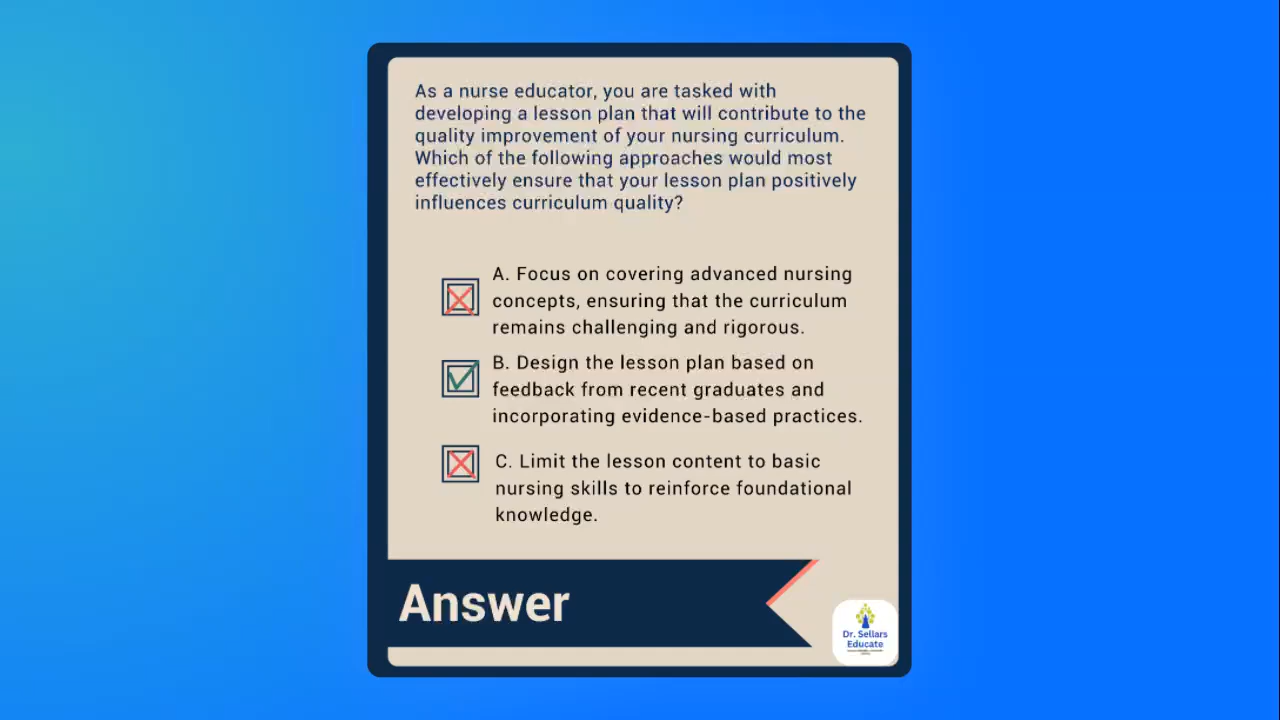 As a nurse educator, you are tasked with
developing a lesson plan that will contribute to the
quality improvement of your nursing curriculum.
Which of the following approaches would most
effectively ensure that your lesson plan positively
influences curriculum quality?
A. Focus on covering advanced nursing
concepts, ensuring that the curriculum
remains challenging and rigorous.
B. Design the lesson plan based on
feedback from recent graduates and
incorporating evidence-based practices.
C. Limit the lesson content to basic
nursing skills to reinforce foundational
knowledge.
Answer
Dr. Sellars
Educate